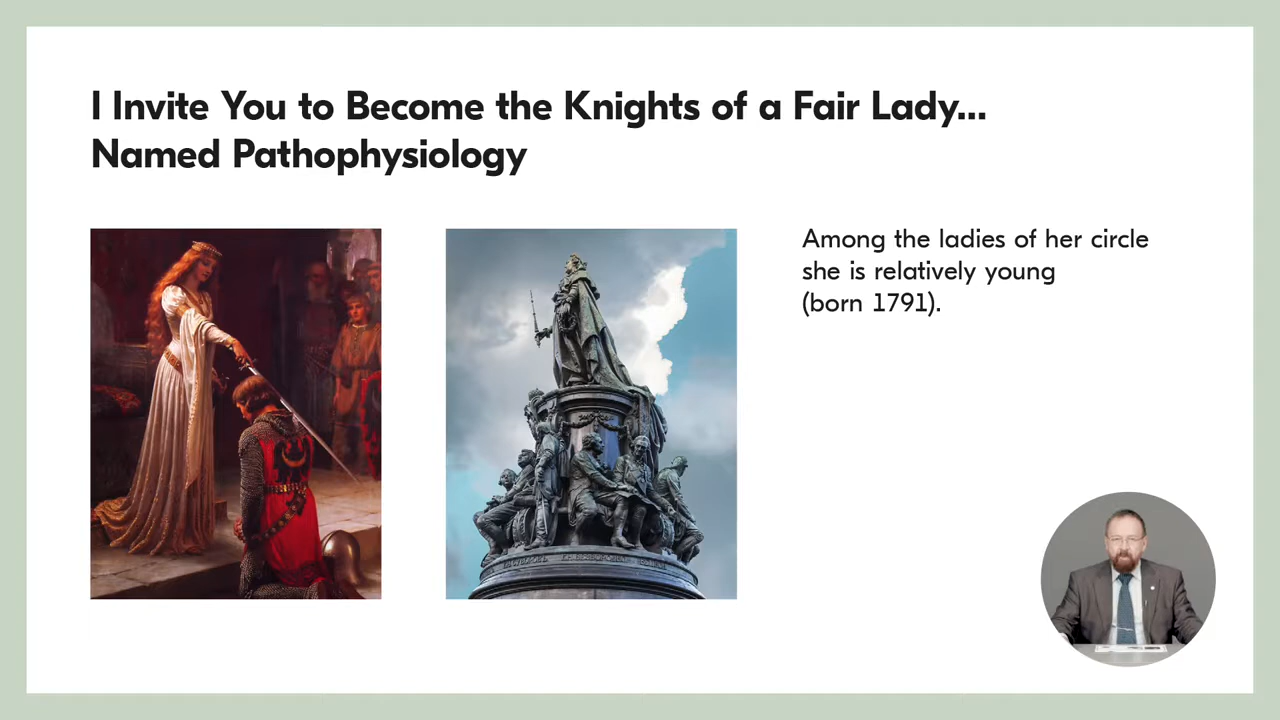 I Invite You to Become the Knights of a Fair Lady...
Named Pathophysiology
Among the ladies of her circle
she is relatively young
(born 1791).